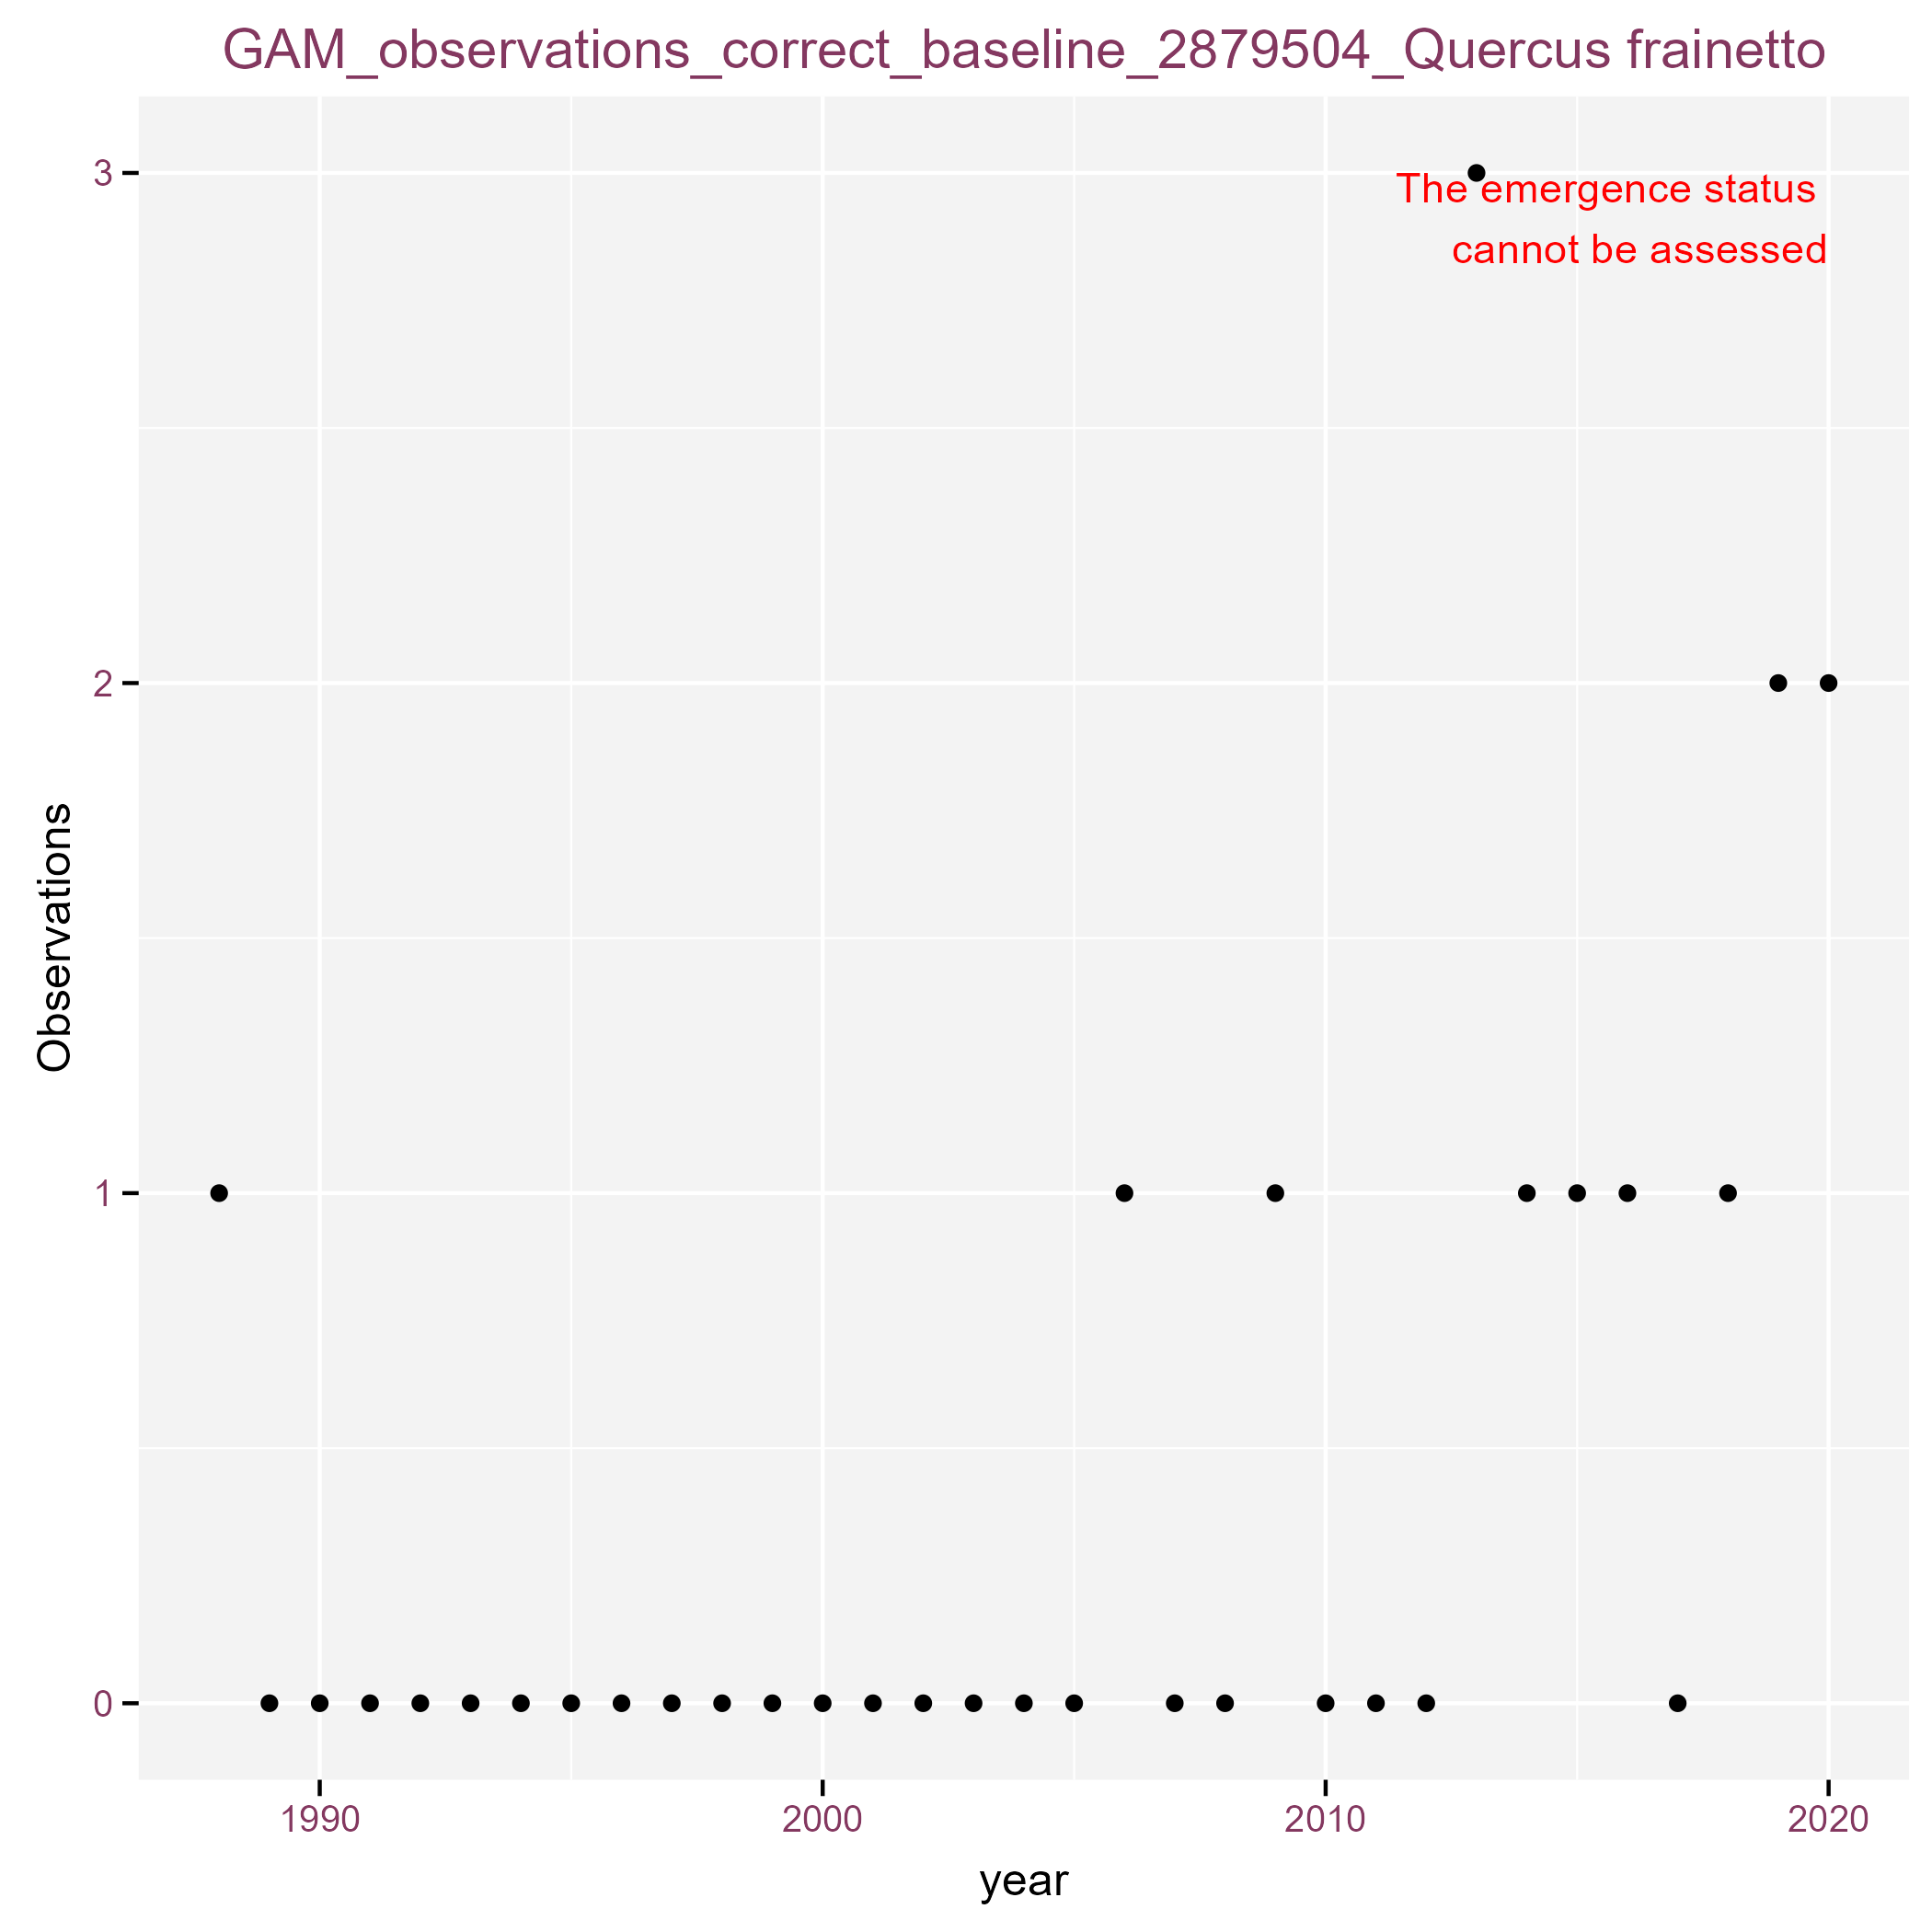 GAM_observations_correct_baseline_2879504_Quercus frainetto
3
The emergence status
cannot be assessed
2
Observations
1
0
1990 2000 2010 2020
year